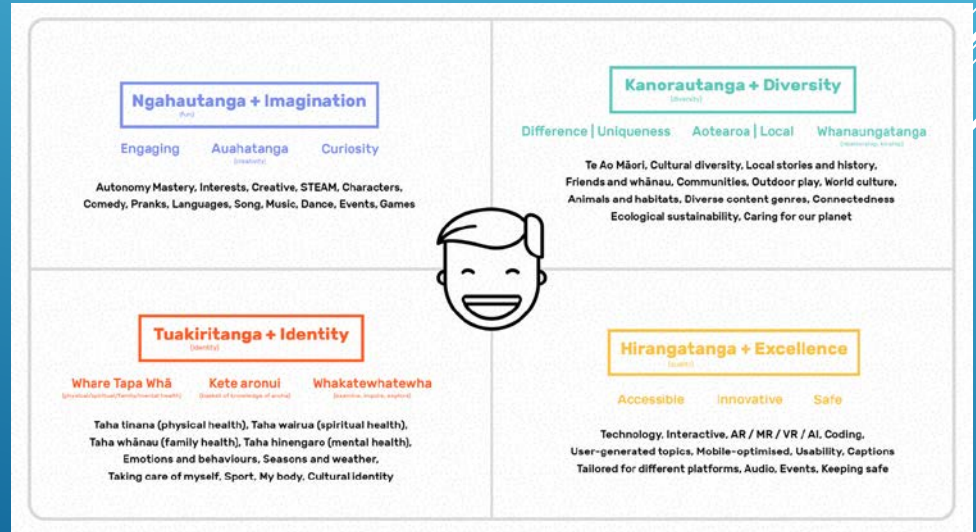 Ngahautanga + Imagination
(fun)
Engaging Auahatanga Curiosity
(creativity)
Autonomy Mastery, Interests, Creative, STEAM, Characters,
Comedy, Pranks, Languages, Song, Music, Dance, Events, Games
Kanorautanga + Diversity
(diversity)
Difference | Uniqueness Aotearoa | Local Whanaungatanga
(relationship, kinship)
Te Ao Māori, Cultural diversity, Local stories and history,
Friends and whānau, Communities, Outdoor play, World culture,
Animals and habitats, Diverse content genres, Connectedness
Ecological sustainability, Caring for our planet
Tuakiritanga + Identity
(identity)
Whare Tapa Whā Kete aronui Whakatewhatewha
(physical/spiritual/family/mental health) (basket of knowledge of aroha) (examine, inquire, explore)
Taha tinana (physical health), Taha wairua (spiritual health),
Taha whānau (family health), Taha hinengaro (mental health),
Emotions and behaviours, Seasons and weather,
Taking care of myself, Sport, My body, Cultural identity
Hirangatanga + Excellence
(quality)
Accessible Innovative Safe
Technology, Interactive, AR / MR / VR / AI, Coding,
User-generated topics, Mobile-optimised, Usability, Captions
Tailored for different platforms, Audio, Events, Keeping safe